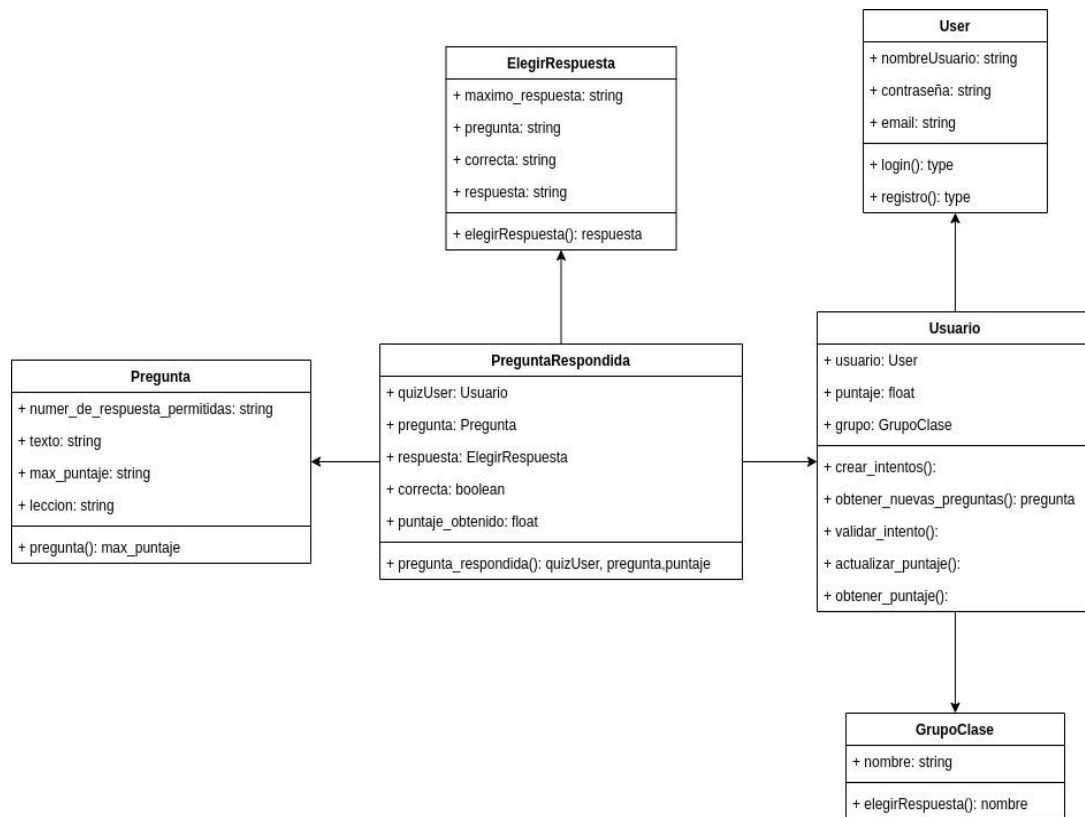 User
+ nombreUsuario: string
+ contraseña: string
+ email: string
+ login(): type
+ registro(): type
ElegirRespuesta
+ maximo_respuesta: string
+ pregunta: string
+ correcta: string
+ respuesta: string
+ elegirRespuesta(): respuesta
Pregunta
+ numer_de_respuesta_permitidas: string
+ texto: string
+ max_puntaje: string
+ leccion: string
+ pregunta(): max_puntaje
PreguntaRespondida
+ quizUser: Usuario
+ pregunta: Pregunta
+ respuesta: ElegirRespuesta
+ correcta: boolean
+ puntaje_obtenido: float
+ pregunta_respondida(): quizUser, pregunta,puntaje
Usuario
+ usuario: User
+ puntaje: float
+ grupo: GrupoClase
+ crear_intentos():
+ obtener_nuevas_preguntas(): pregunta
+ validar_intento():
+ actualizar_puntaje():
+ obtener_puntaje():
GrupoClase
+ nombre: string
+ elegirRespuesta(): nombre